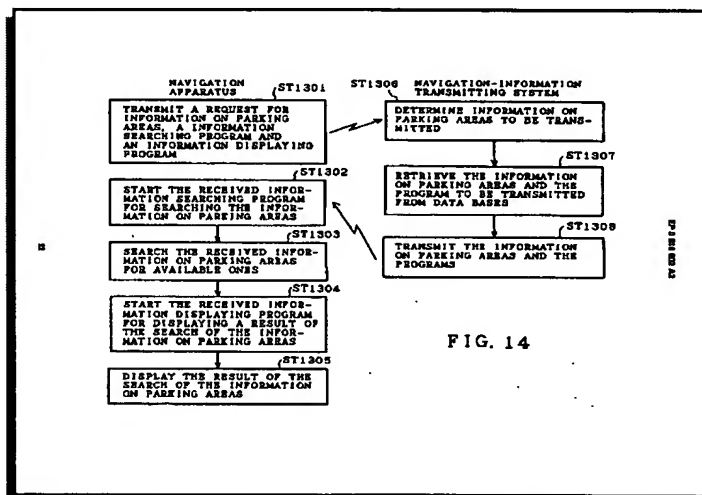 NAVIGATION
APPARATUS
ST1301
TRANSMIT A REQUEST FOR
INFORMATION ON PARKING
AREAS, A INFORMATION
SEARCHING PROGRAM AND
AN INFORMATION DISPLAYING
PROGRAM
ST1302
START THE RECEIVED INFOR-
MATION SEARCHING PROGRAM
FOR SEARCHING THE INFOR-
MATION ON PARKING AREAS
ST1303
SEARCH THE RECEIVED INFOR-
MATION ON PARKING AREAS
FOR AVAILABLE ONES
ST1304
START THE RECEIVED INFOR-
MATION DISPLAYING PROGRAM
FOR DISPLAYING A RESULT OF
THE SEARCH OF THE INFOR-
MATION ON PARKING AREAS
ST1305
DISPLAY THE RESULT OF THE
SEARCH OF THE INFORMATION
ON PARKING AREAS
ST1306
NAVIGATION-INFORMATION
TRANSMITTING SYSTEM
DETERMINE INFORMATION ON
PARKING AREAS TO BE TRANS-
MITTED
ST1307
RETRIEVE THE INFORMATION
ON PARKING AREAS AND THE
PROGRAM TO BE TRANSMITTED
FROM DATA BASES
ST1308
TRANSMIT THE INFORMATION
ON PARKING AREAS AND THE
PROGRAMS
FIG. 14